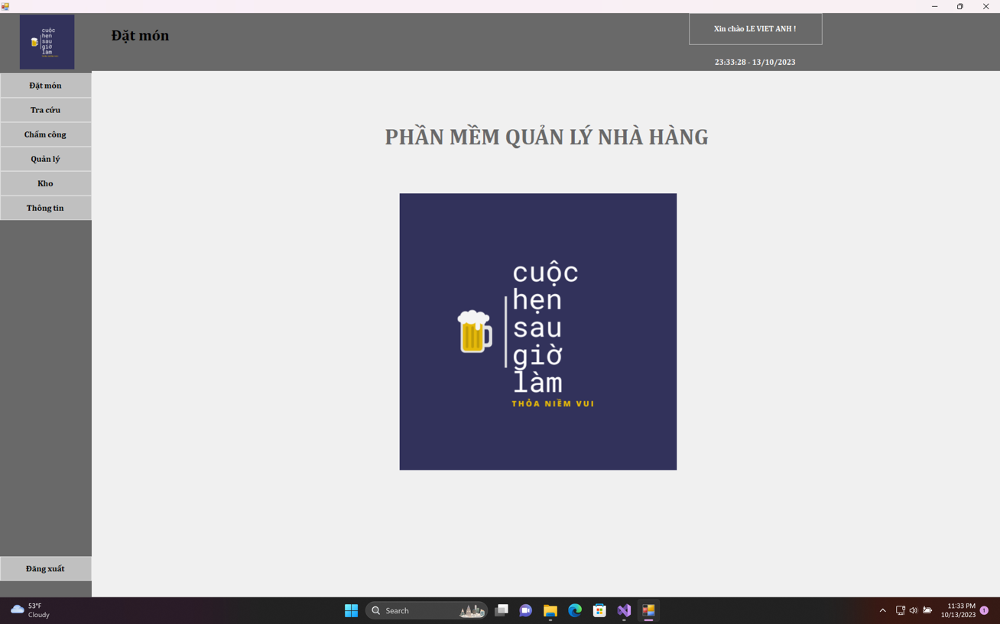 cuộc
hẹn
sau
giờ
làm
Đặt món
Xin chào LE VIET ANH !
23:33:28 - 13/10/2023
Đặt món
Tra cứu
Chấm công
Quản lý
Kho
Thông tin
Đăng xuất
PHẦN MỀM QUẢN LÝ NHÀ HÀNG
cuộc
hẹn
sau
giờ
làm
THỎA NIỀM VUI
53°F
Cloudy
Search
11:33 PM
10/13/2023
1